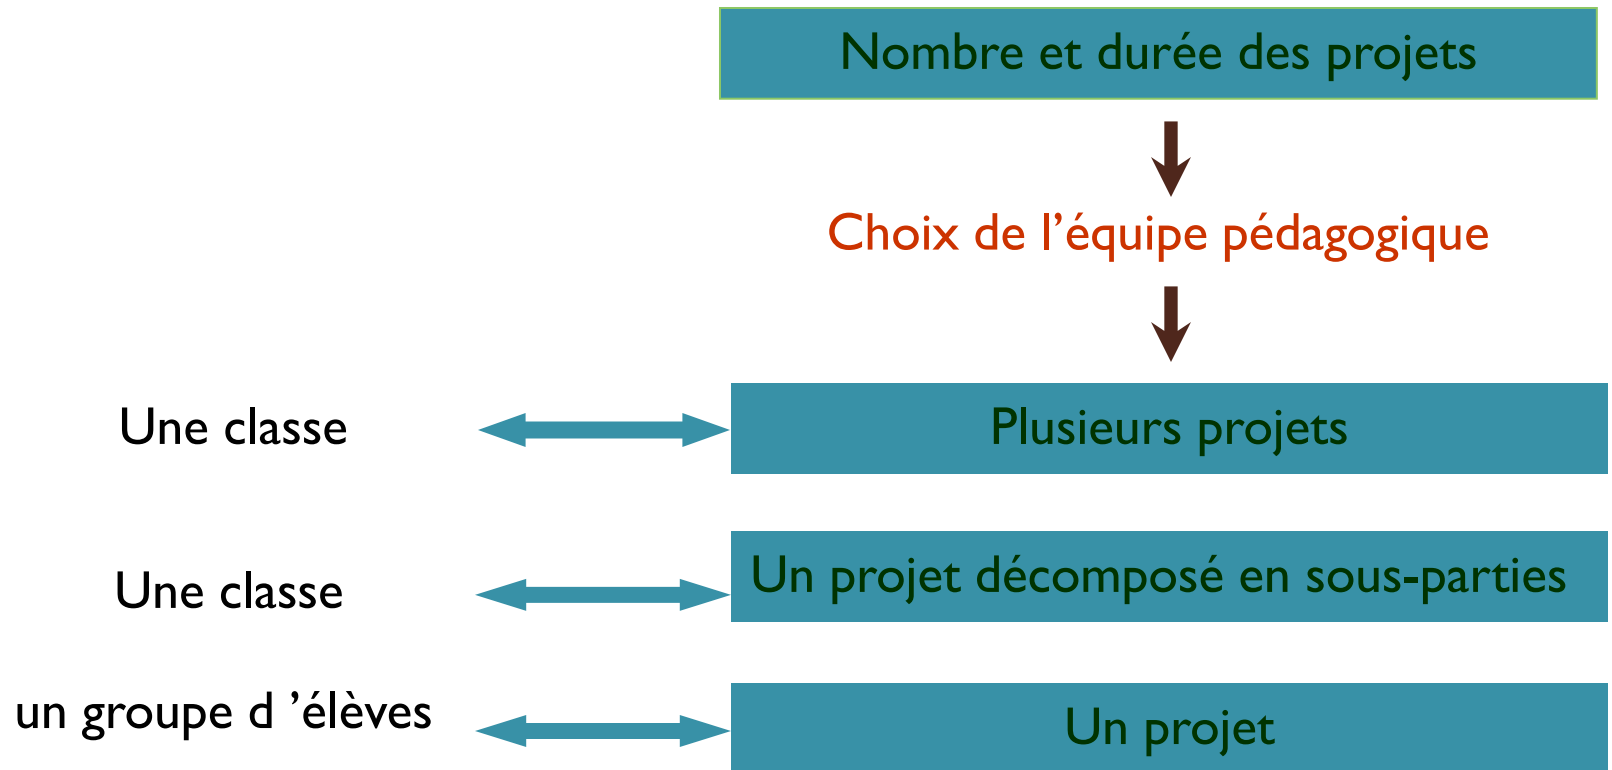 Nombre et durée des projets
Choix de l’équipe pédagogique
Une classe
Plusieurs projets
Une classe
Un projet décomposé en sous-parties
un groupe d ’élèves
Un projet